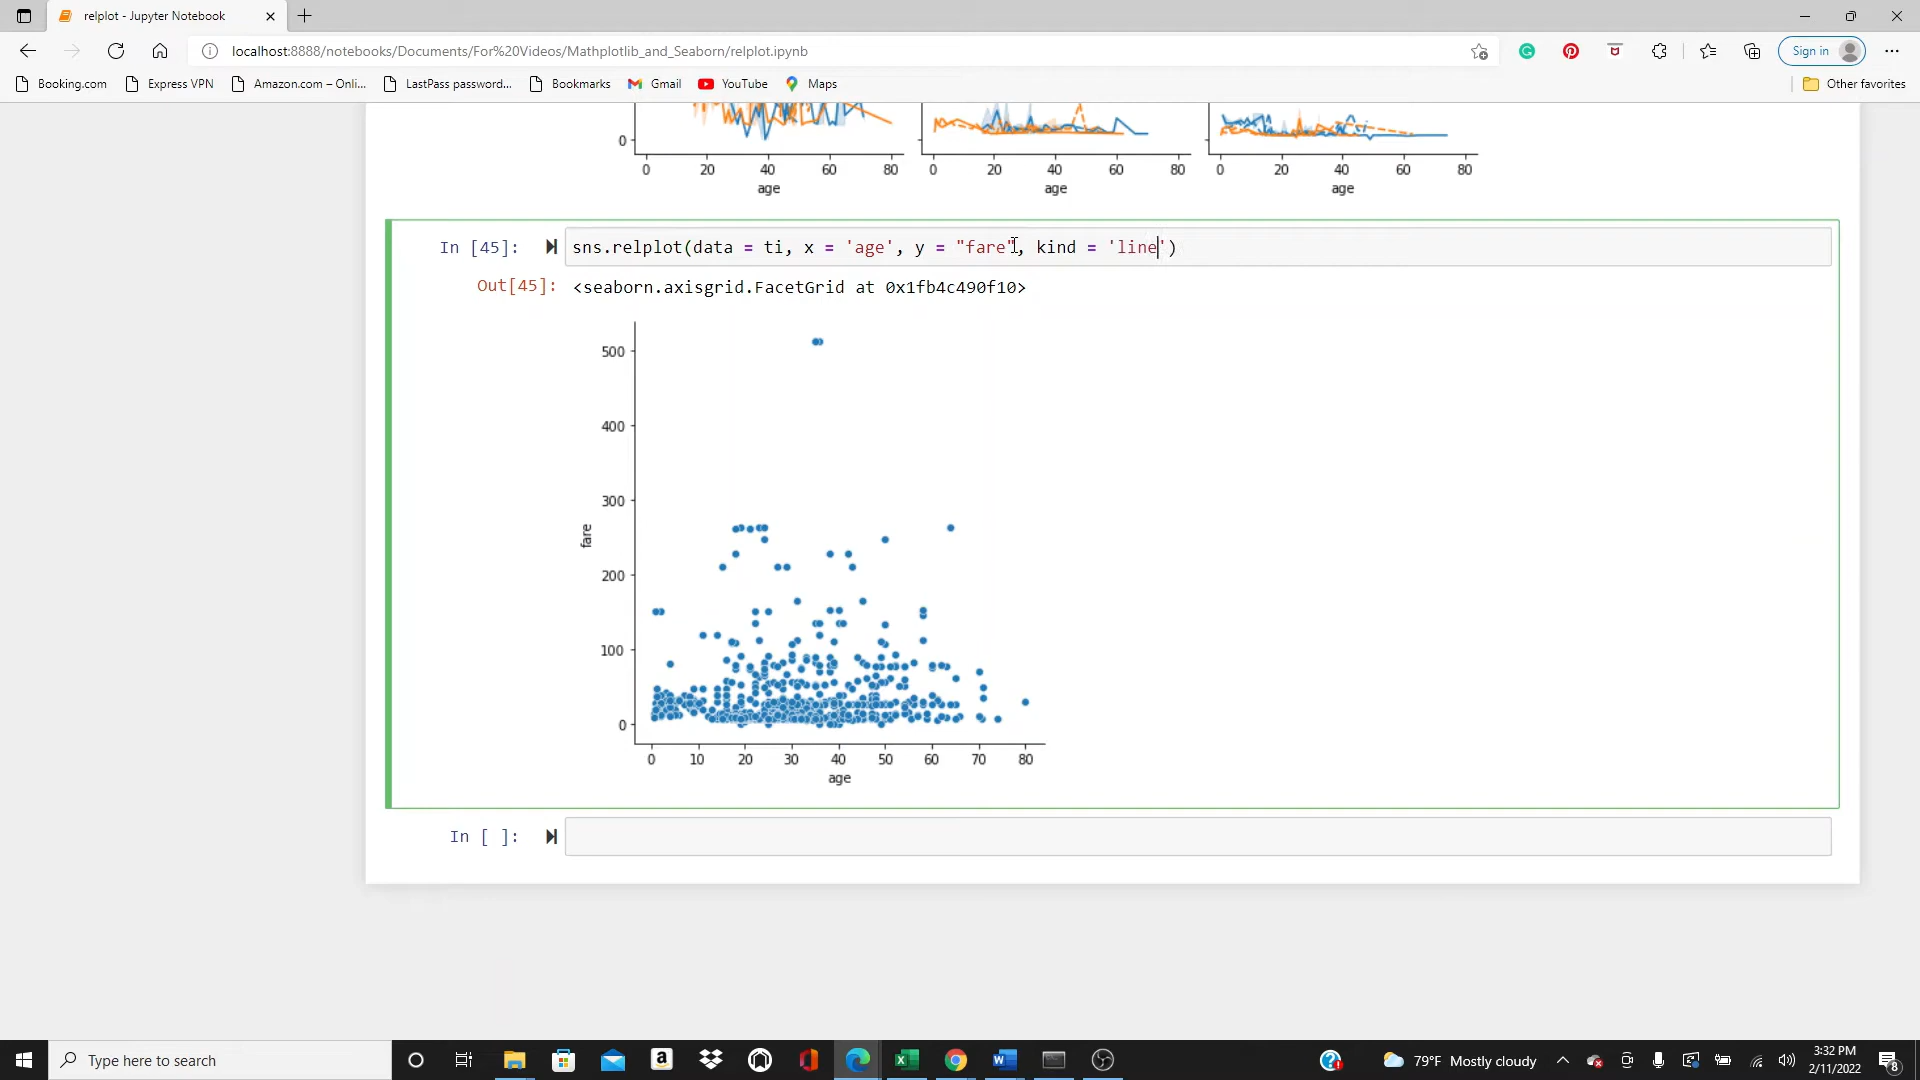 relplot - Jupyter Notebook
localhost:8888/notebooks/Documents/For%20Videos/Mathplotlib_and_Seaborn/relplot.ipynb
Sign in
Booking.com Express VPN Amazon.com – Onli... LastPass password... Bookmarks Gmail YouTube Maps Other favorites
0
0 20 40 60 80 0 20 40 60 80 0 20 40 60 80
age age age
In [45]: sns.relplot(data = ti, x = 'age', y = "fare", kind = 'line')
Out[45]: <seaborn.axisgrid.FacetGrid at 0x1fb4c490f10>
500
400
300
fare
200
100
0
0 10 20 30 40 50 60 70 80
age
In [ ]:
Type here to search
79°F Mostly cloudy
3:32 PM
2/11/2022
8